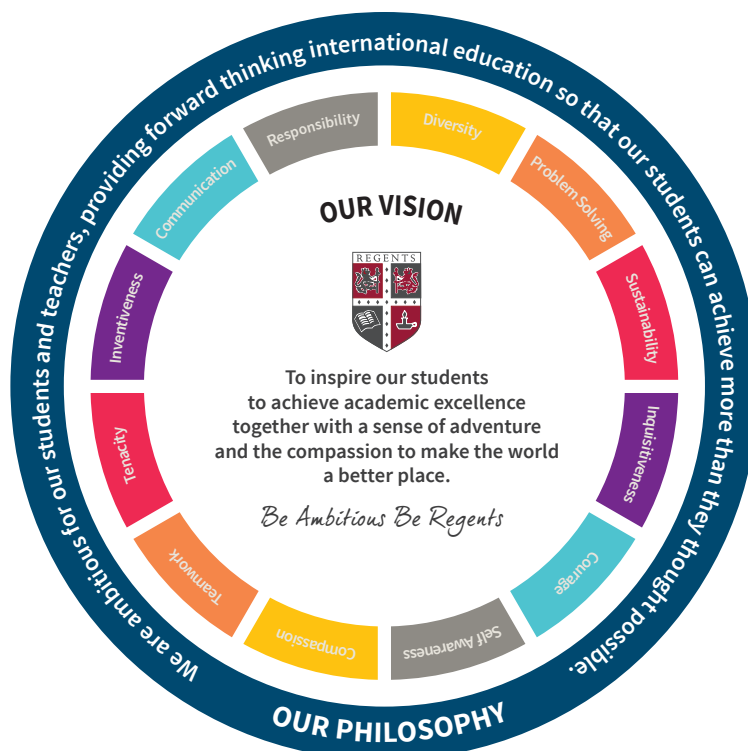 We are ambitious for our students and teachers, providing forward thinking international education so that our students can achieve more than they thought possible.
OUR PHILOSOPHY
Responsibility
Diversity
Problem Solving
Sustainability
Inquisitiveness
Courage
Self Awareness
Compassion
Teamwork
Tenacity
Inventiveness
Communication
OUR VISION
REGENTS
To inspire our students
to achieve academic excellence
together with a sense of adventure
and the compassion to make the world
a better place.
Be Ambitious Be Regents